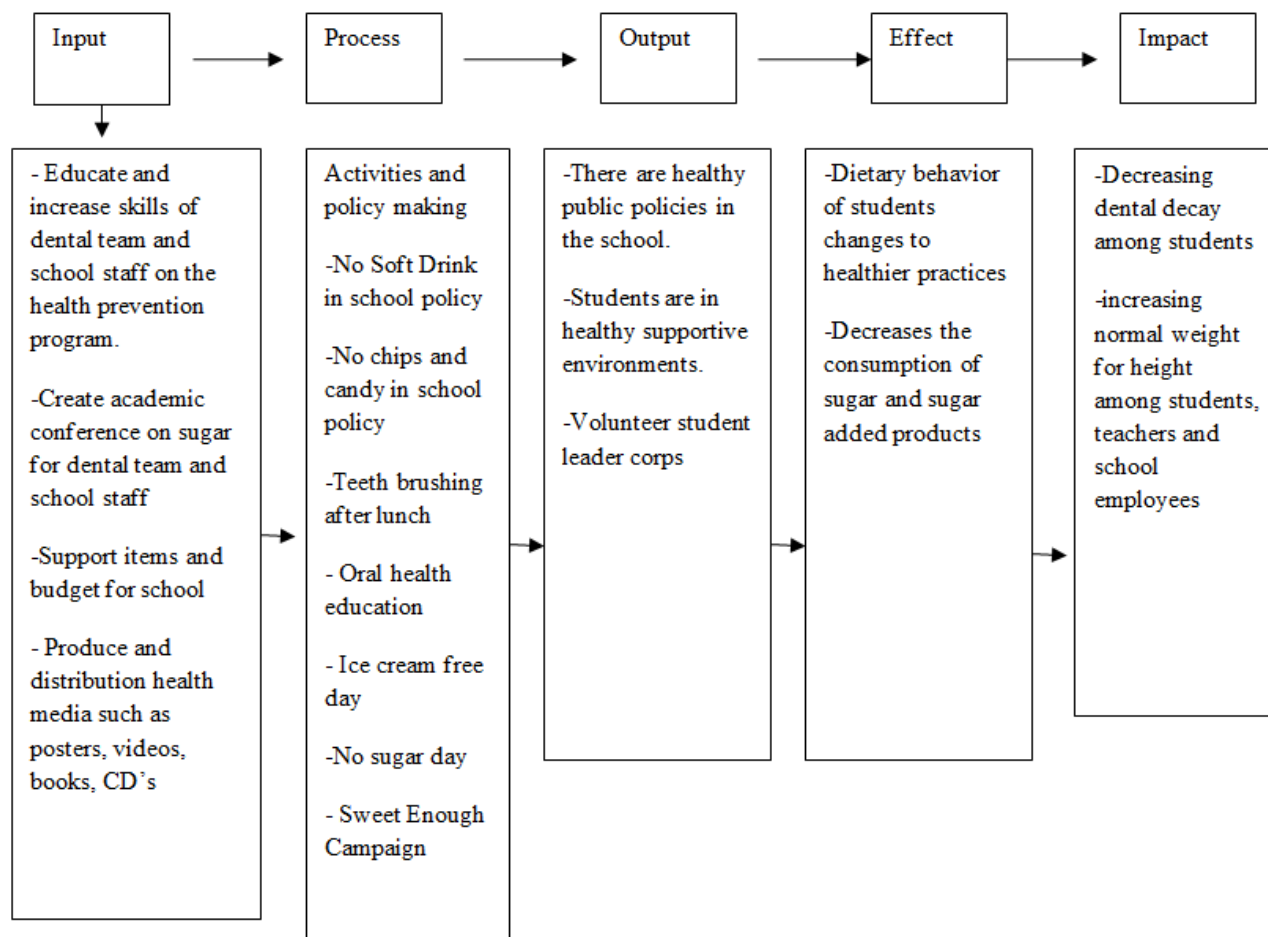 Input
Process
Output
Effect
Impact
- Educate and
increase skills of
dental team and
school staff on the
health prevention
program.
-Create academic
conference on sugar
for dental team and
school staff
-Support items and
budget for school
- Produce and
distribution health
media such as
posters, videos,
books, CD’s
Activities and
policy making
-No Soft Drink
in school policy
-No chips and
candy in school
policy
-Teeth brushing
after lunch
- Oral health
education
- Ice cream free
day
-No sugar day
- Sweet Enough
Campaign
-There are healthy
public policies in
the school.
-Students are in
healthy supportive
environments.
-Volunteer student
leader corps
-Dietary behavior
of students
changes to
healthier practices
-Decreases the
consumption of
sugar and sugar
added products
-Decreasing
dental decay
among students
-increasing
normal weight
for height
among students,
teachers and
school
employees